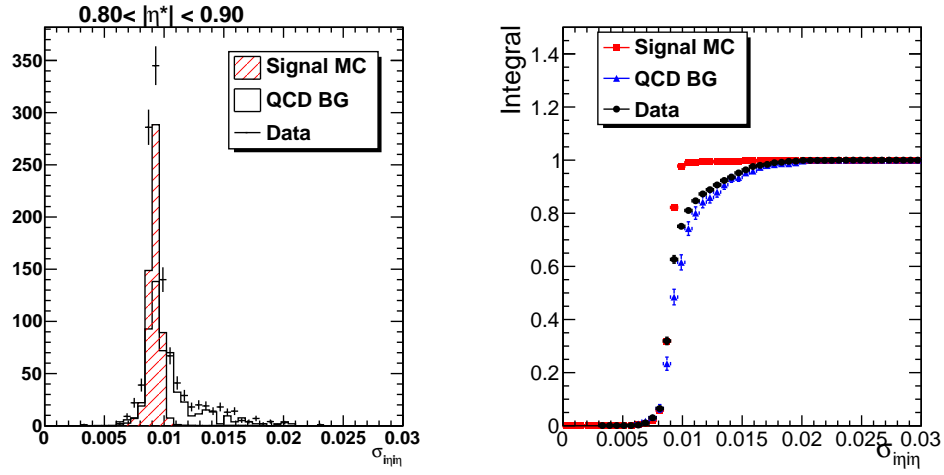 0.80< |η*| < 0.90
350
300
250
200
150
100
50
0
0 0.005 0.01 0.015 0.02 0.025 0.03
σiηiη
Signal MC
QCD BG
Data
Integral
1.4
1.2
1
0.8
0.6
0.4
0.2
0
0 0.005 0.01 0.015 0.02 0.025 0.03
σiηiη
Signal MC
QCD BG
Data